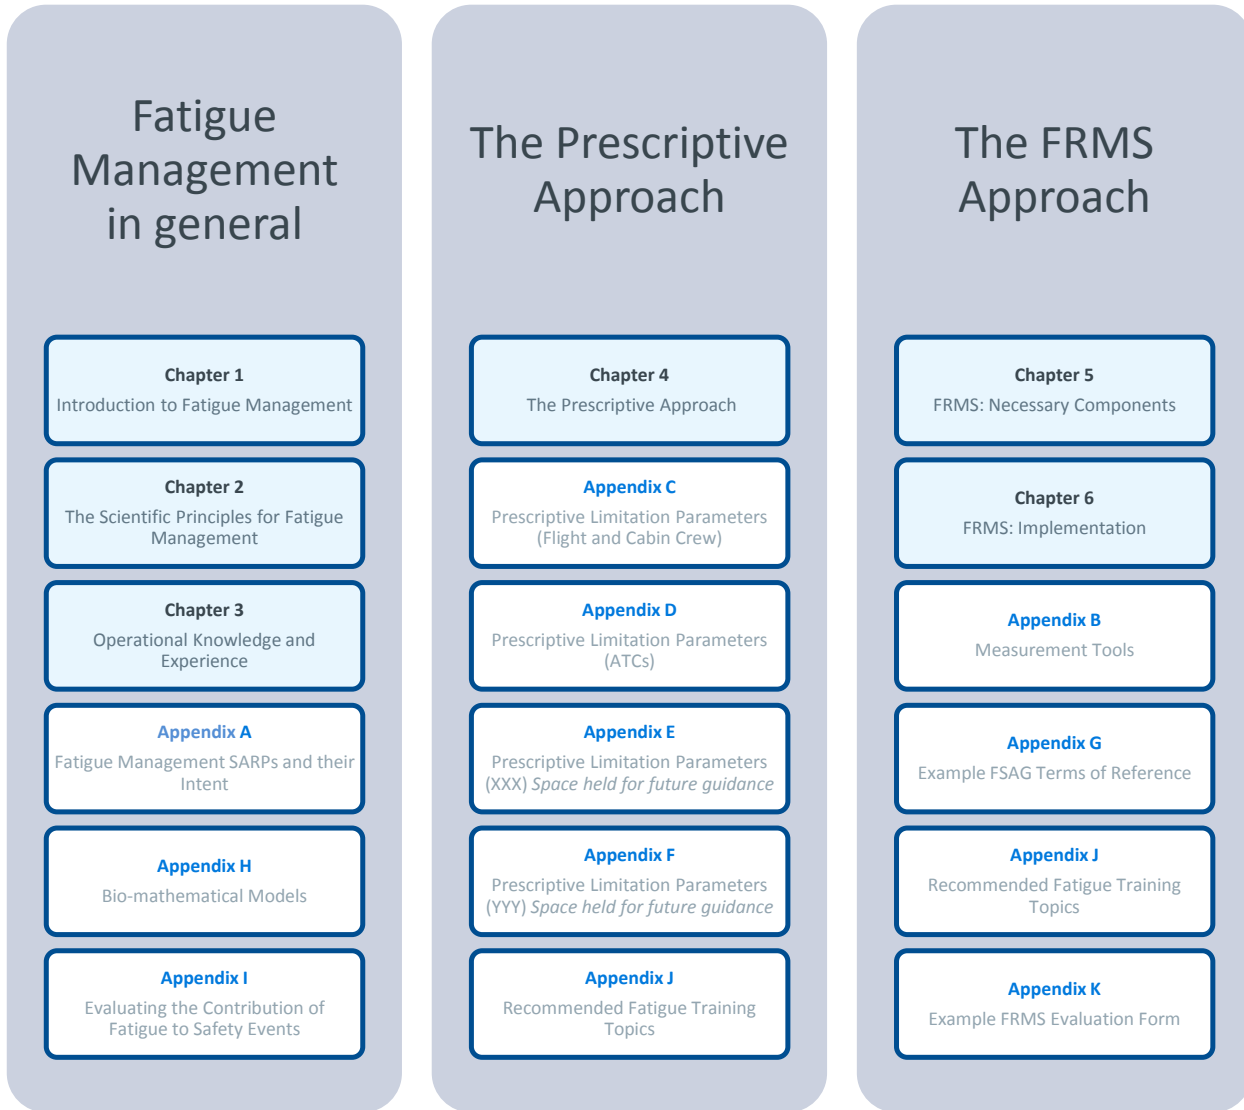 Fatigue
Management
in general
Chapter 1
Introduction to Fatigue Management
Chapter 2
The Scientific Principles for Fatigue
Management
Chapter 3
Operational Knowledge and
Experience
Appendix A
Fatigue Management SARPs and their
Intent
Appendix H
Bio-mathematical Models
Appendix I
Evaluating the Contribution of
Fatigue to Safety Events
The Prescriptive
Approach
Chapter 4
The Prescriptive Approach
Appendix C
Prescriptive Limitation Parameters
(Flight and Cabin Crew)
Appendix D
Prescriptive Limitation Parameters
(ATCs)
Appendix E
Prescriptive Limitation Parameters
(XXX) Space held for future guidance
Appendix F
Prescriptive Limitation Parameters
(YYY) Space held for future guidance
Appendix J
Recommended Fatigue Training
Topics
The FRMS
Approach
Chapter 5
FRMS: Necessary Components
Chapter 6
FRMS: Implementation
Appendix B
Measurement Tools
Appendix G
Example FSAG Terms of Reference
Appendix J
Recommended Fatigue Training
Topics
Appendix K
Example FRMS Evaluation Form